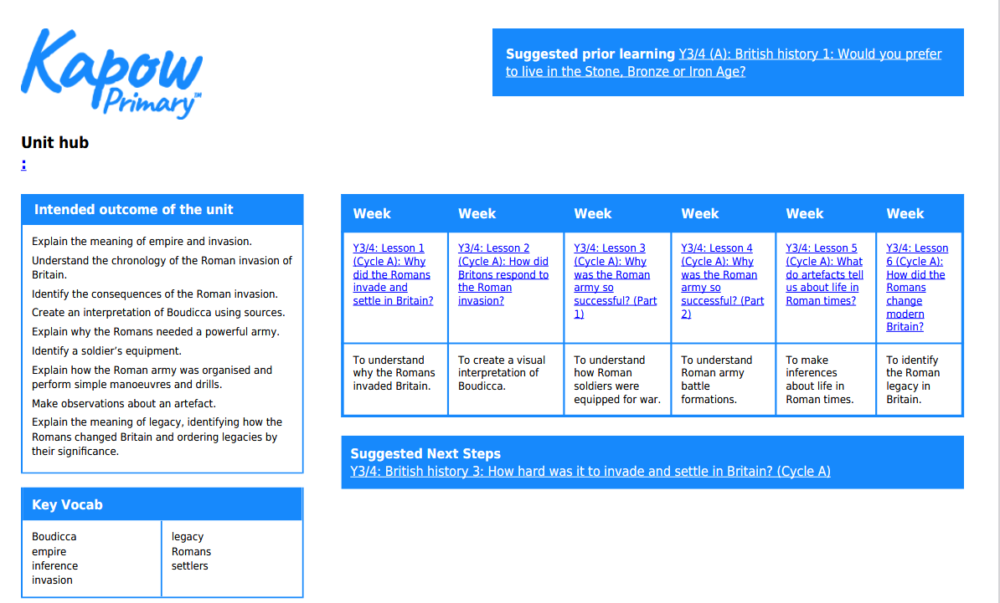 Kapow
Primary™
Suggested prior learning Y3/4 (A): British history 1: Would you prefer
to live in the Stone, Bronze or Iron Age?
Unit hub
:
Intended outcome of the unit
Explain the meaning of empire and invasion.
Understand the chronology of the Roman invasion of
Britain.
Identify the consequences of the Roman invasion.
Create an interpretation of Boudicca using sources.
Explain why the Romans needed a powerful army.
Identify a soldier’s equipment.
Explain how the Roman army was organised and
perform simple manoeuvres and drills.
Make observations about an artefact.
Explain the meaning of legacy, identifying how the
Romans changed Britain and ordering legacies by
their significance.
Key Vocab
Boudicca
empire
inference
invasion
legacy
Romans
settlers
Week
Week
Week
Week
Week
Week
Y3/4: Lesson 1
(Cycle A): Why
did the Romans
invade and
settle in Britain?
Y3/4: Lesson 2
(Cycle A): How did
Britons respond to
the Roman
invasion?
Y3/4: Lesson 3
(Cycle A): Why
was the Roman
army so
successful? (Part
1)
Y3/4: Lesson 4
(Cycle A): Why
was the Roman
army so
successful? (Part
2)
Y3/4: Lesson 5
(Cycle A): What
do artefacts tell
us about life in
Roman times?
Y3/4: Lesson
6 (Cycle A):
How did the
Romans
change
modern
Britain?
To understand
why the Romans
invaded Britain.
To create a visual
interpretation of
Boudicca.
To understand
how Roman
soldiers were
equipped for war.
To understand
Roman army
battle
formations.
To make
inferences
about life in
Roman times.
To identify
the Roman
legacy in
Britain.
Suggested Next Steps
Y3/4: British history 3: How hard was it to invade and settle in Britain? (Cycle A)